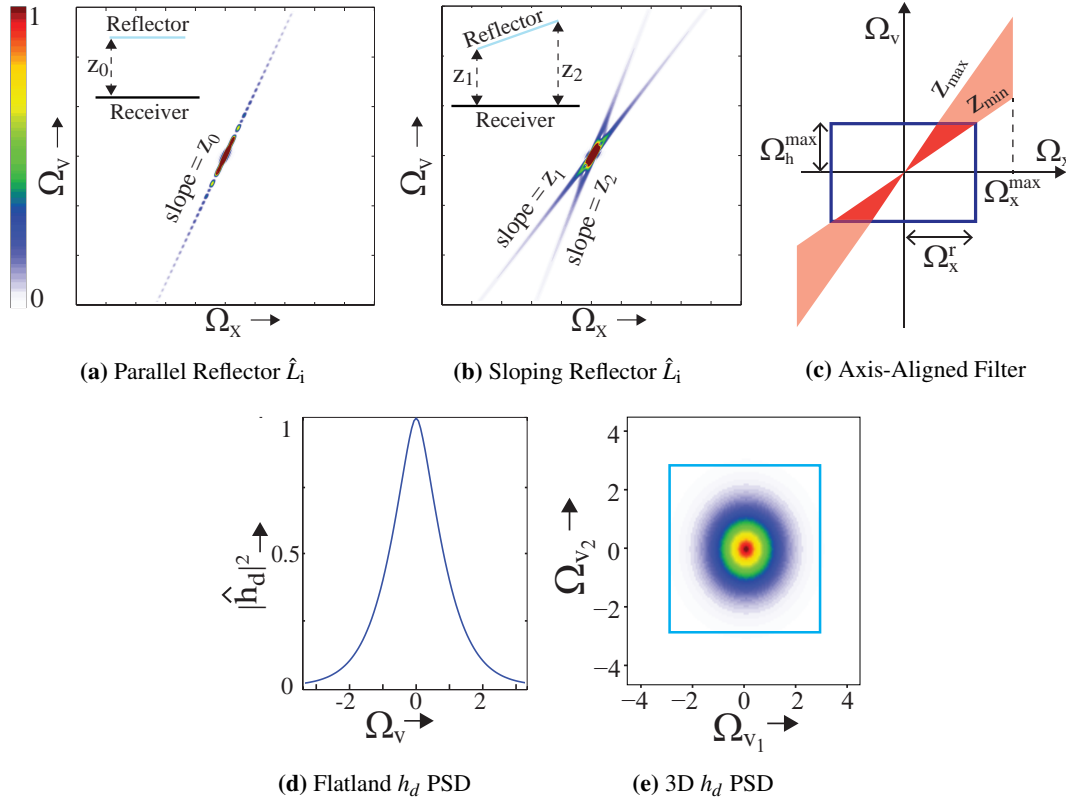 1
0
Reflector
z₀
Receiver
slope = z₀
Ωᵥ
Ωₓ
(a) Parallel Reflector L̂ᵢ
Reflector
z₁
z₂
Receiver
slope = z₁
slope = z₂
Ωᵥ
Ωₓ
(b) Sloping Reflector L̂ᵢ
Ωᵥ
Zmax
Zmin
Ωₕᵐᵃˣ
Ωₓ
Ωₓᵐᵃˣ
Ωₓʳ
(c) Axis-Aligned Filter
1
0.5
0
|ĥd|²
-2 0 2
Ωᵥ
(d) Flatland hd PSD
4
2
0
−2
−4
Ωv₂
−4 −2 0 2 4
Ωv₁
(e) 3D hd PSD